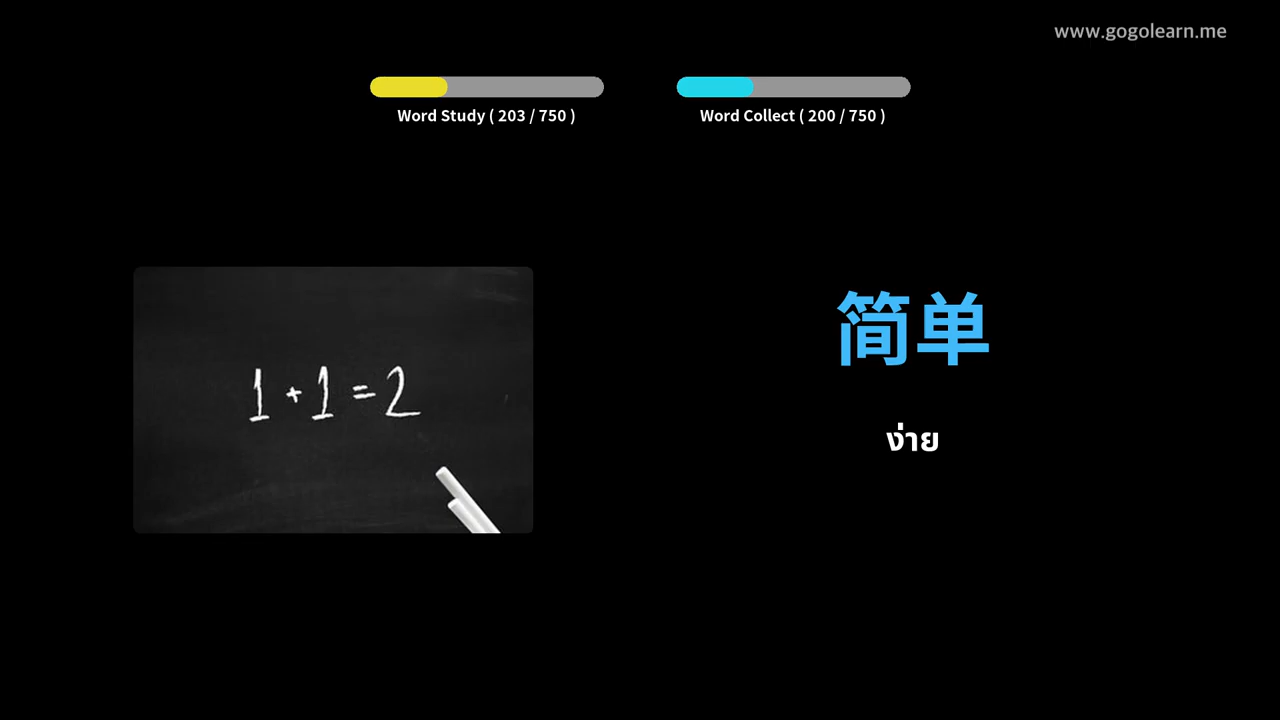 www.gogolearn.me
Word Study ( 203 / 750 )
Word Collect ( 200 / 750 )
1 + 1 = 2
简单
ง่าย